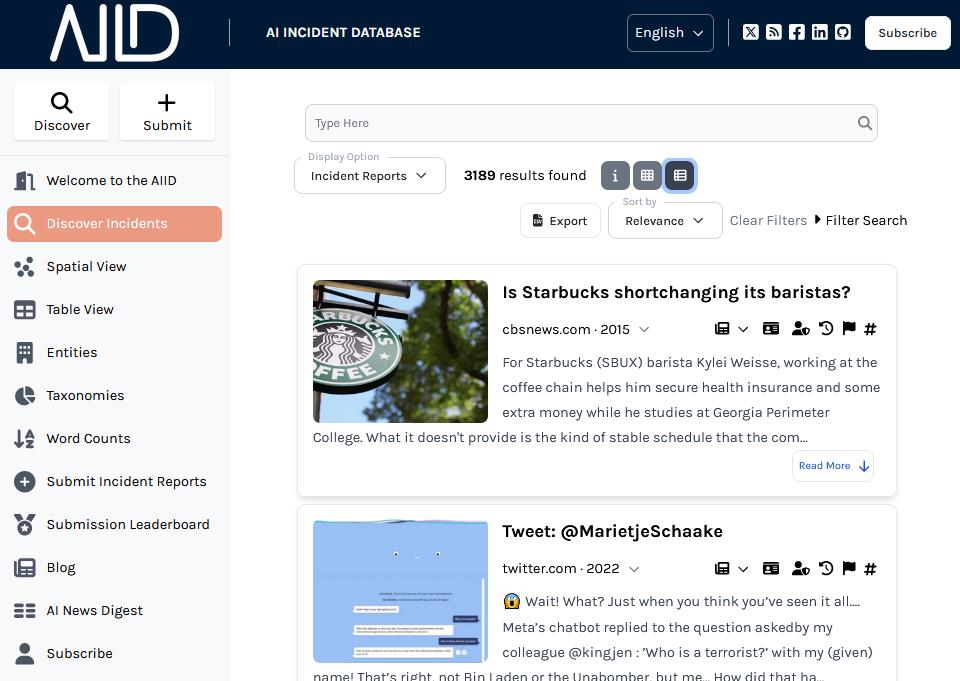 AIID
AI INCIDENT DATABASE
English
Subscribe
Discover
Submit
Welcome to the AIID
Discover Incidents
Spatial View
Table View
Entities
Taxonomies
Word Counts
Submit Incident Reports
Submission Leaderboard
Blog
AI News Digest
Subscribe
Type Here
Display Option
Incident Reports
3189 results found
Export
Sort by
Relevance
Clear Filters
Filter Search
ARBUCKS
COFFEE
Is Starbucks shortchanging its baristas?
cbsnews.com · 2015
For Starbucks (SBUX) barista Kylei Weisse, working at the
coffee chain helps him secure health insurance and some
extra money while he studies at Georgia Perimeter
College. What it doesn't provide is the kind of stable schedule that the com…
Read More
Tweet: @MarietjeSchaake
twitter.com · 2022
😱 Wait! What? Just when you think you’ve seen it all….
Meta’s chatbot replied to the question askedby my
colleague @kingjen : ’Who is a terrorist?’ with my (given)
name! That’s right, not Bin Laden or the Unabomber, but me… How did that ha…